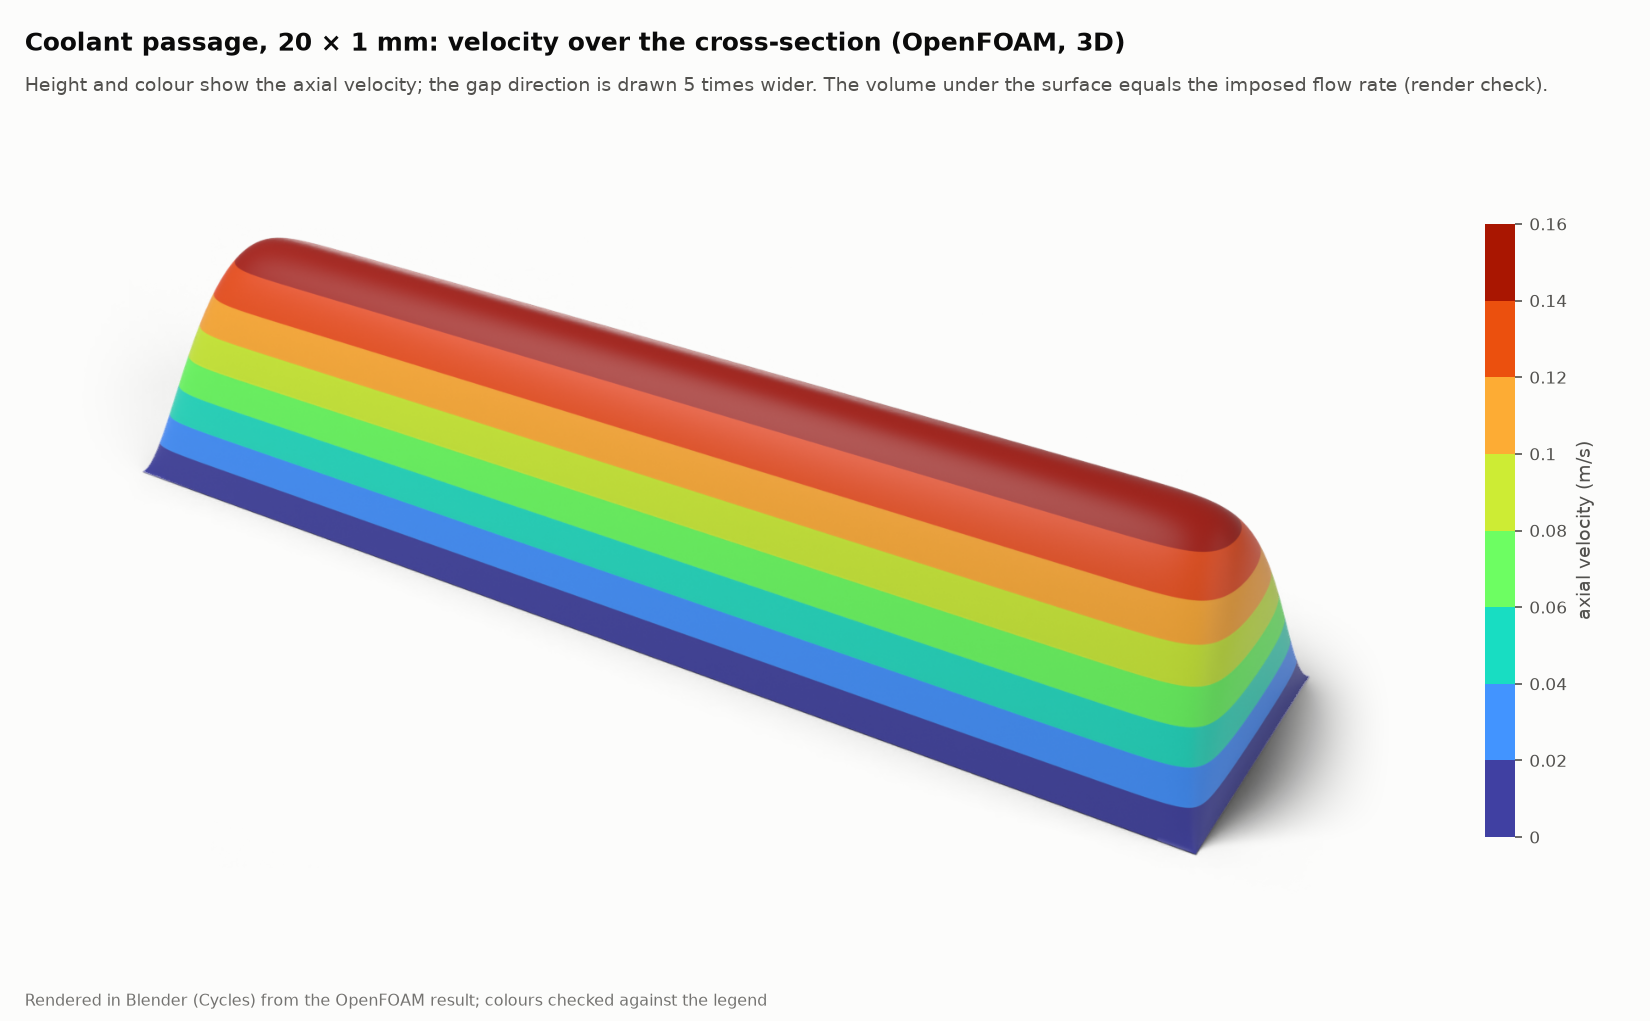 Coolant passage, 20 × 1 mm: velocity over the cross-section (OpenFOAM, 3D)
Height and colour show the axial velocity; the gap direction is drawn 5 times wider. The volume under the surface equals the imposed flow rate (render check).
0.16
0.14
0.12
0.1
0.08
0.06
0.04
0.02
0
axial velocity (m/s)
Rendered in Blender (Cycles) from the OpenFOAM result; colours checked against the legend